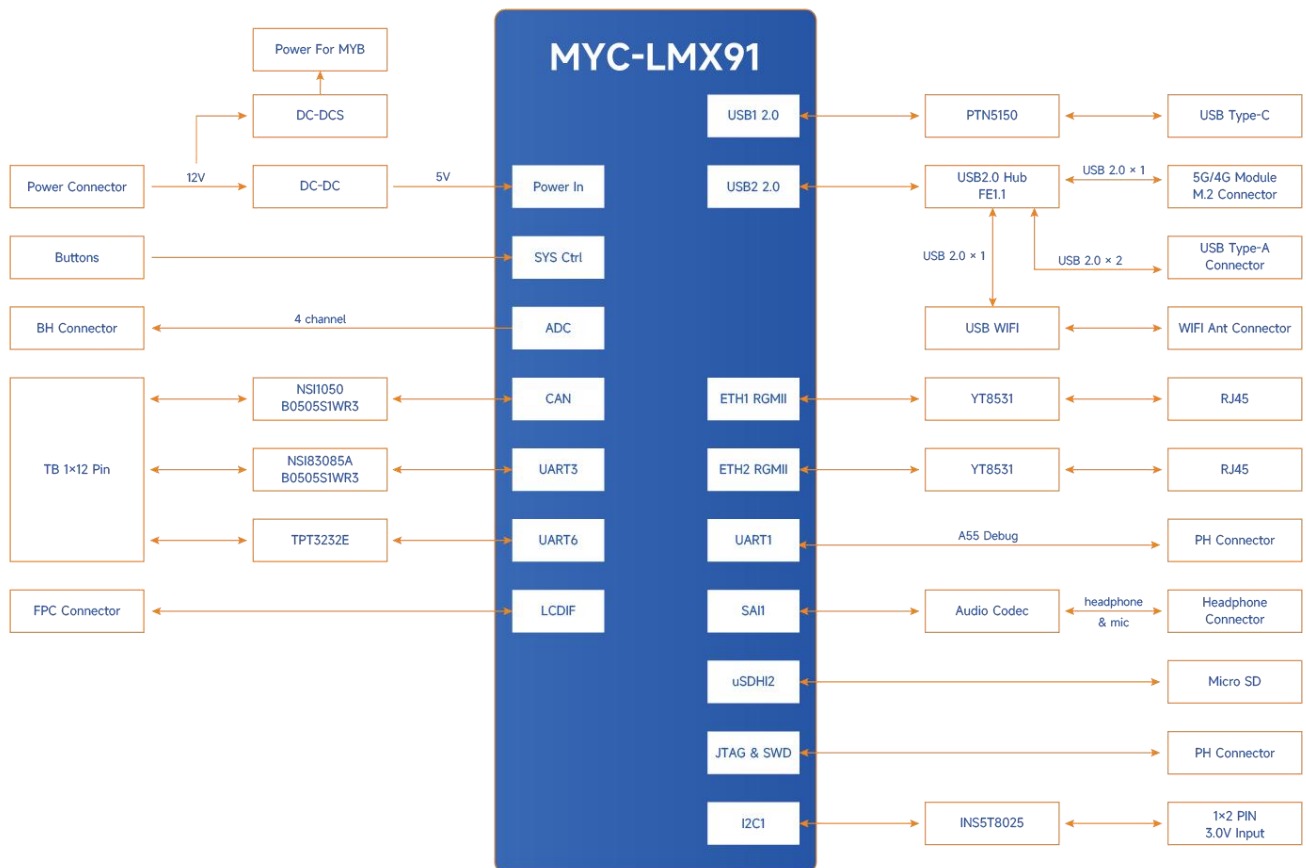 MYC-LMX91
Power For MYB
DC-DCS
Power Connector
12V
DC-DC
5V
Power In
Buttons
SYS Ctrl
BH Connector
4 channel
ADC
TB 1×12 Pin
NSI1050
B0505S1WR3
CAN
NSI83085A
B0505S1WR3
UART3
TPT3232E
UART6
FPC Connector
LCDIF
USB1 2.0
PTN5150
USB Type-C
USB2 2.0
USB2.0 Hub
FE1.1
USB 2.0 × 1
5G/4G Module
M.2 Connector
USB 2.0 × 1
USB 2.0 × 2
USB Type-A
Connector
USB WIFI
WIFI Ant Connector
ETH1 RGMII
YT8531
RJ45
ETH2 RGMII
YT8531
RJ45
UART1
A55 Debug
PH Connector
SAI1
Audio Codec
headphone
& mic
Headphone
Connector
uSDHI2
Micro SD
JTAG & SWD
PH Connector
I2C1
INS5T8025
1×2 PIN
3.0V Input